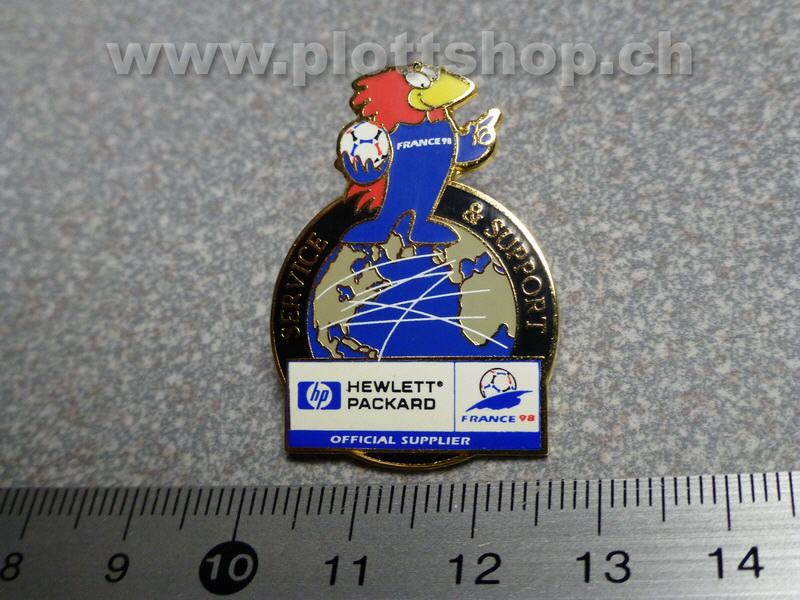 www.plottshop.ch
FRANCE 98
SERVICE & SUPPORT
hp HEWLETT® PACKARD
FRANCE 98
OFFICIAL SUPPLIER
8 9 10 11 12 13 14